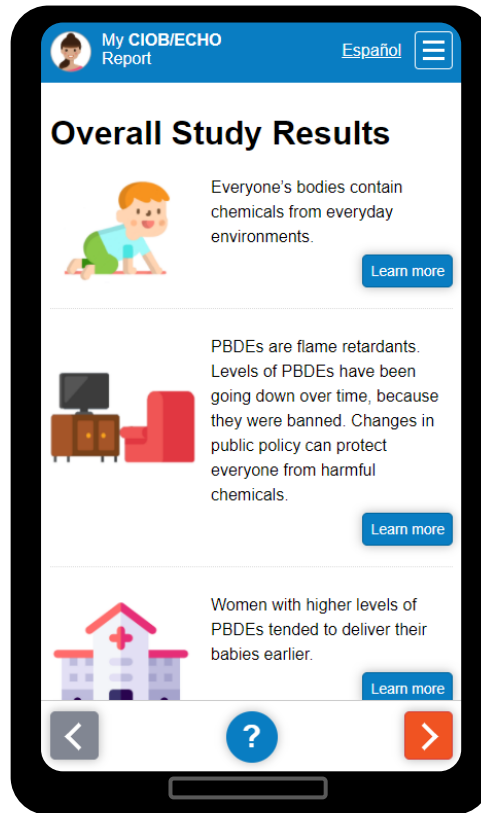 My CIOB/ECHO
Report
Español
Overall Study Results
Everyone’s bodies contain
chemicals from everyday
environments.
Learn more
PBDEs are flame retardants.
Levels of PBDEs have been
going down over time, because
they were banned. Changes in
public policy can protect
everyone from harmful
chemicals.
Learn more
Women with higher levels of
PBDEs tended to deliver their
babies earlier.
Learn more
?